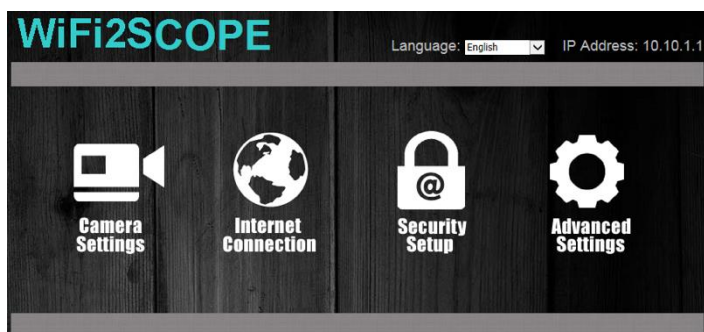 WiFi2SCOPE
Language: English IP Address: 10.10.1.1
Camera Settings
Internet Connection
@
Security Setup
Advanced Settings